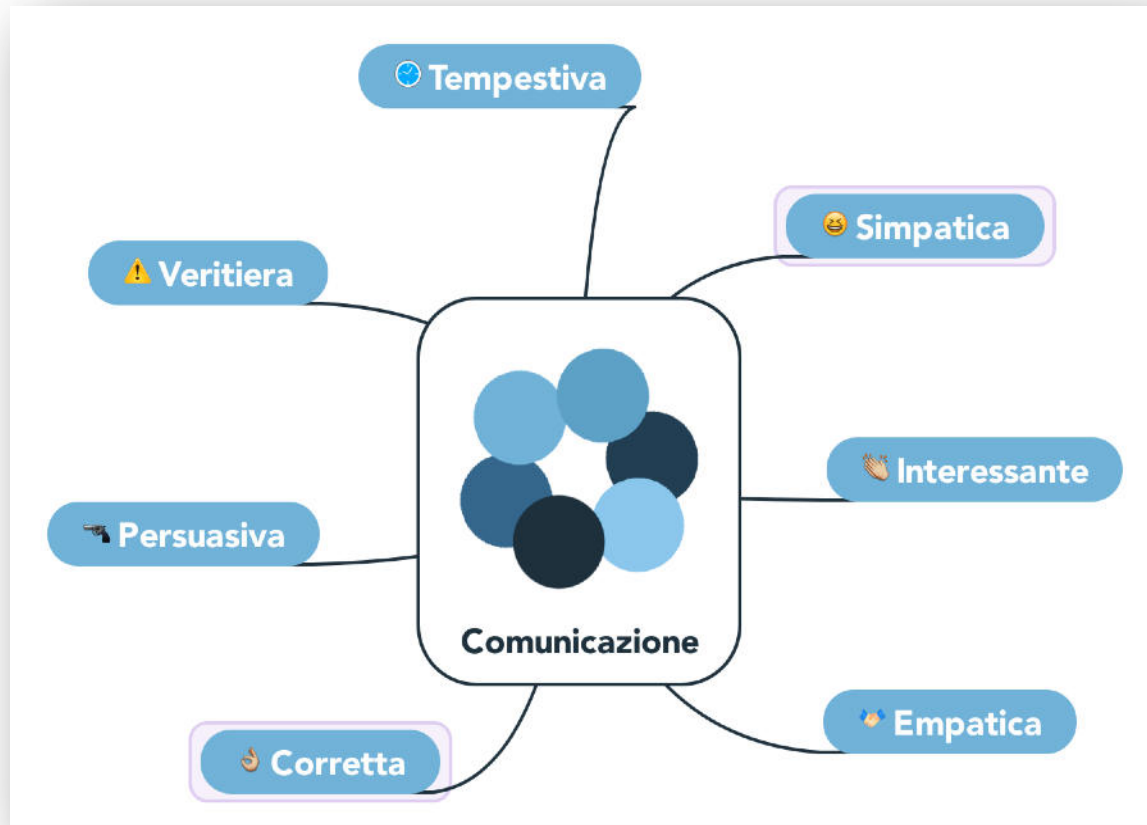 Tempestiva
Simpatica
Veritiera
Interessante
Persuasiva
Comunicazione
Empatica
Corretta